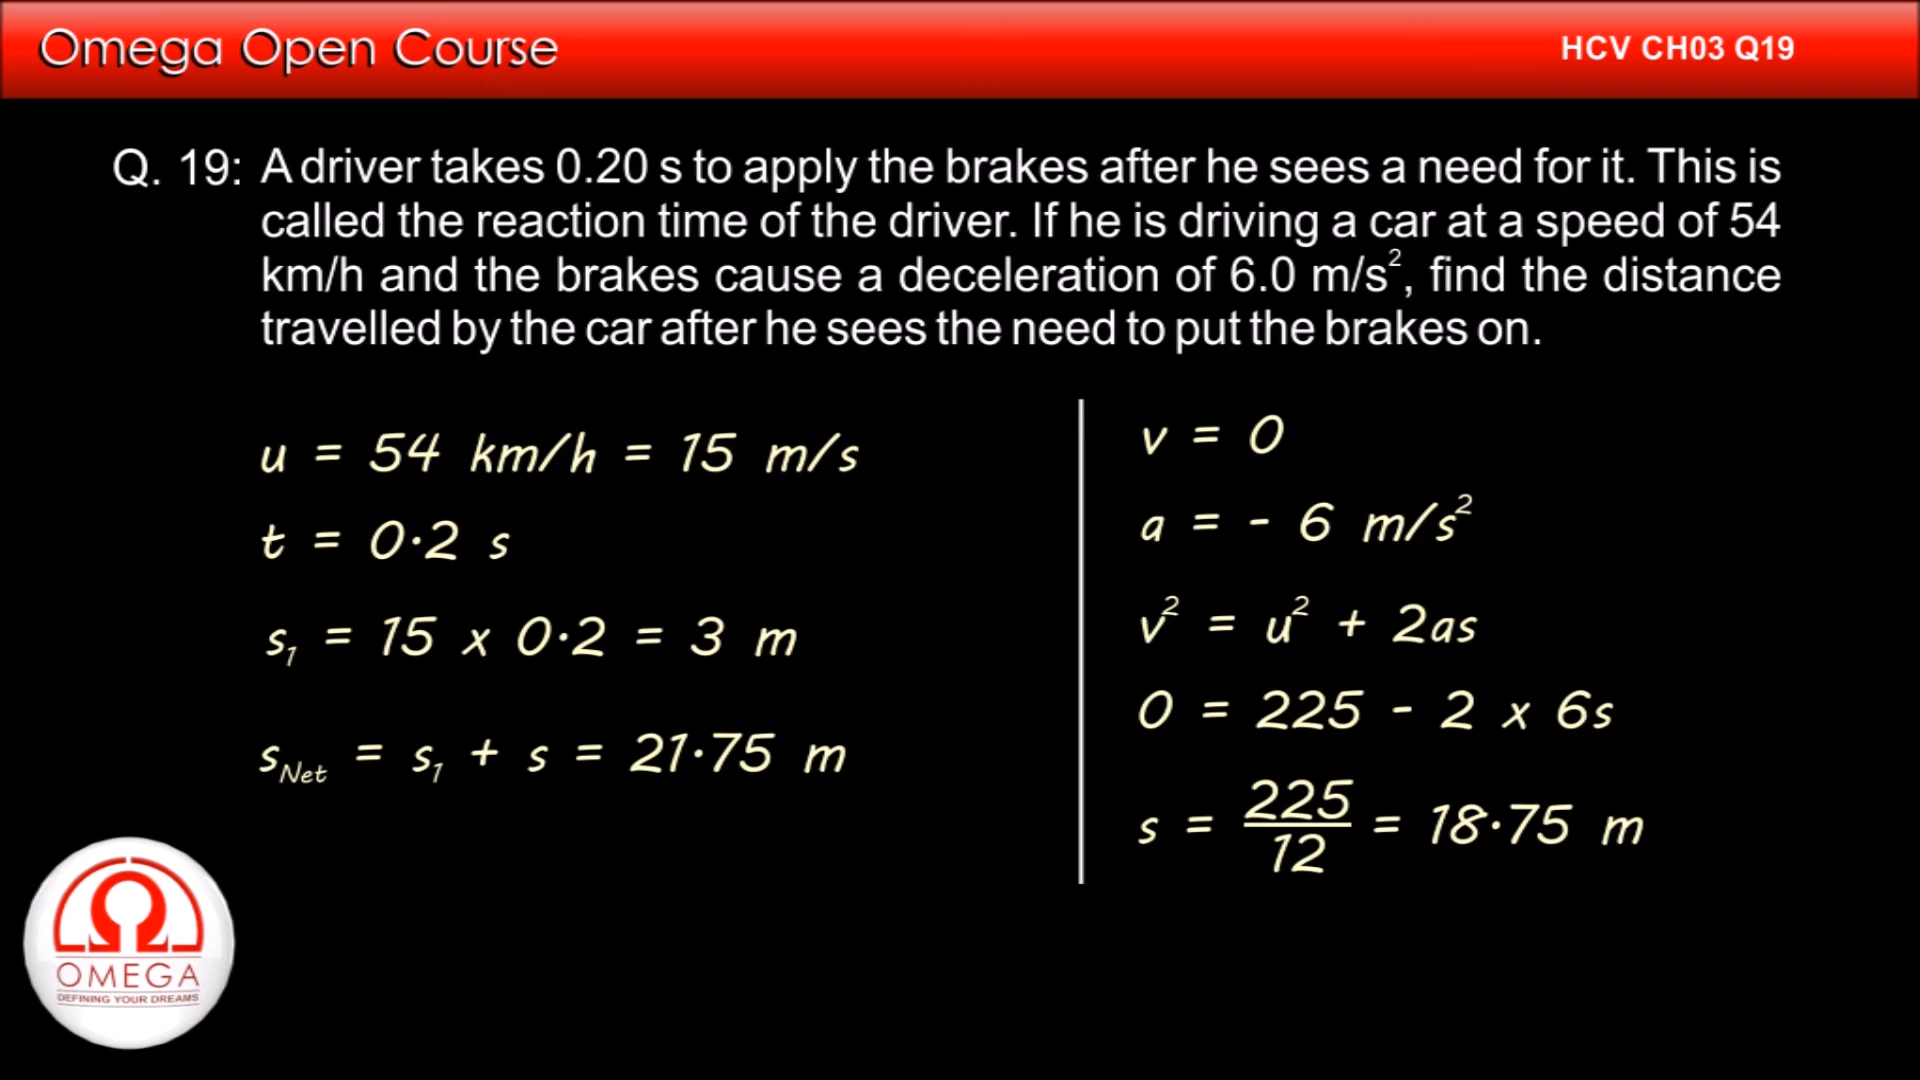 Omega Open Course
HCV CH03 Q19
Q. 19: A driver takes 0.20 s to apply the brakes after he sees a need for it. This is
called the reaction time of the driver. If he is driving a car at a speed of 54
km/h and the brakes cause a deceleration of 6.0 m/s², find the distance
travelled by the car after he sees the need to put the brakes on.
u = 54 km/h = 15 m/s
t = 0·2 s
s₁ = 15 x 0·2 = 3 m
s_Net = s₁ + s = 21·75 m
v = 0
a = - 6 m/s²
v² = u² + 2as
0 = 225 - 2 x 6s
s = 225/12 = 18·75 m
OMEGA
DEFINING YOUR DREAMS